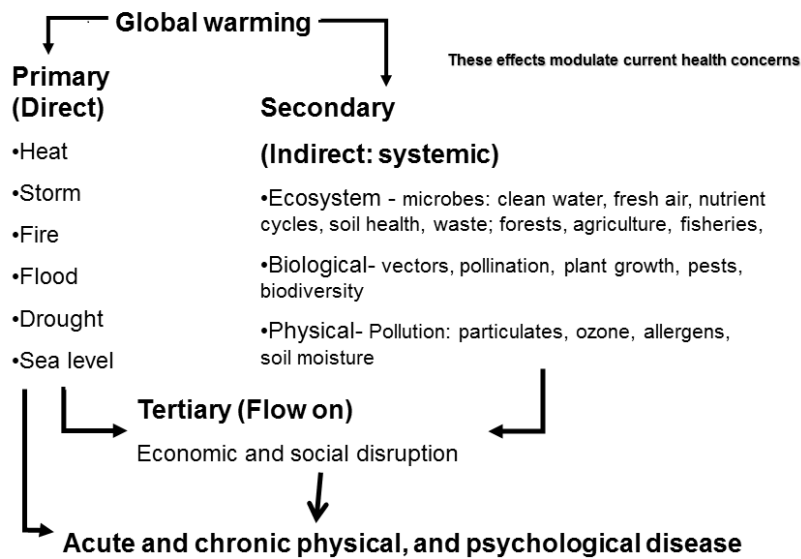 Global warming
These effects modulate current health concerns
Primary
(Direct)
•Heat
•Storm
•Fire
•Flood
•Drought
•Sea level
Secondary
(Indirect: systemic)
•Ecosystem - microbes: clean water, fresh air, nutrient
cycles, soil health, waste; forests, agriculture, fisheries,
•Biological- vectors, pollination, plant growth, pests,
biodiversity
•Physical- Pollution: particulates, ozone, allergens,
soil moisture
Tertiary (Flow on)
Economic and social disruption
Acute and chronic physical, and psychological disease